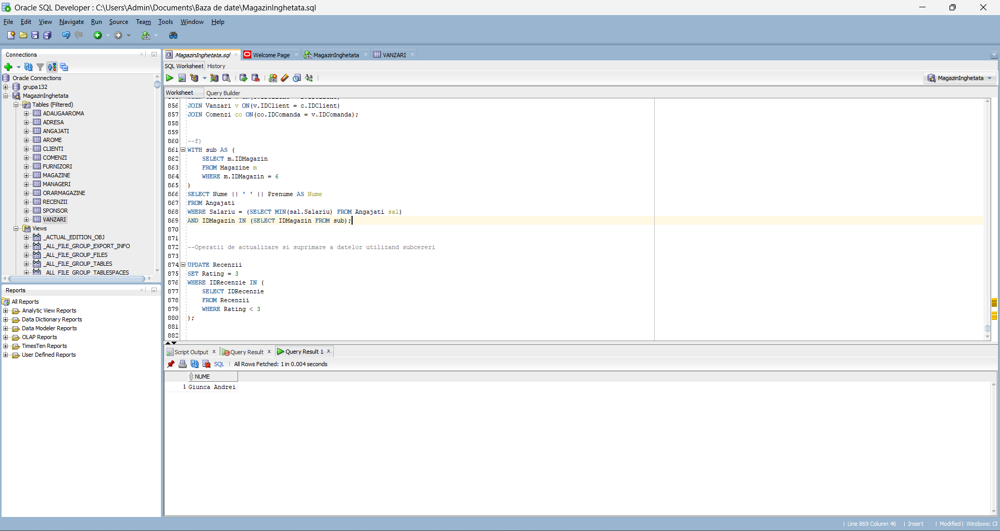 Oracle SQL Developer : C:\Users\Admin\Documents\Baza de date\MagazinInghetata.sql
File Edit View Navigate Run Source Team Tools Window Help
Connections
Oracle Connections
grupa132
MagazinInghetata
Tables (Filtered)
ADAUGAAROMA
ADRESA
ANGAJATI
AROME
CLIENTI
COMENZI
FURNIZORI
MAGAZINE
MANAGERI
ORARMAGAZINE
RECENZII
SPONSOR
VANZARI
Views
_ACTUAL_EDITION_OBJ
_ALL_FILE_GROUP_EXPORT_INFO
_ALL_FILE_GROUP_FILES
_ALL_FILE_GROUP_TABLES
_ALL_FILE_GROUP_TABLESPACES
Reports
All Reports
Analytic View Reports
Data Dictionary Reports
Data Modeler Reports
OLAP Reports
TimesTen Reports
User Defined Reports
MagazinInghetata.sql Welcome Page MagazinInghetata VANZARI
SQL Worksheet History
MagazinInghetata
Worksheet Query Builder
856 JOIN Vanzari v ON(v.IDClient = c.IDClient)
857 JOIN Comenzi co ON(co.IDComanda = v.IDComanda);
858
859
860 --f)
861 WITH sub AS (
862 SELECT m.IDMagazin
863 FROM Magazine m
864 WHERE m.IDMagazin = 6
865 )
866 SELECT Nume || ' ' || Prenume AS Nume
867 FROM Angajati
868 WHERE Salariu = (SELECT MIN(sal.Salariu) FROM Angajati sal)
869 AND IDMagazin IN (SELECT IDMagazin FROM sub);
870
871
872 --Operatii de actualizare si suprimare a datelor utilizand subcereri
873
874 UPDATE Recenzii
875 SET Rating = 3
876 WHERE IDRecenzie IN (
877 SELECT IDRecenzie
878 FROM Recenzii
879 WHERE Rating < 3
880 );
881
882
Script Output Query Result Query Result 1
SQL All Rows Fetched: 1 in 0.004 seconds
NUME
1 Giunca Andrei
Line 869 Column 46 Insert Modified Windows: CF